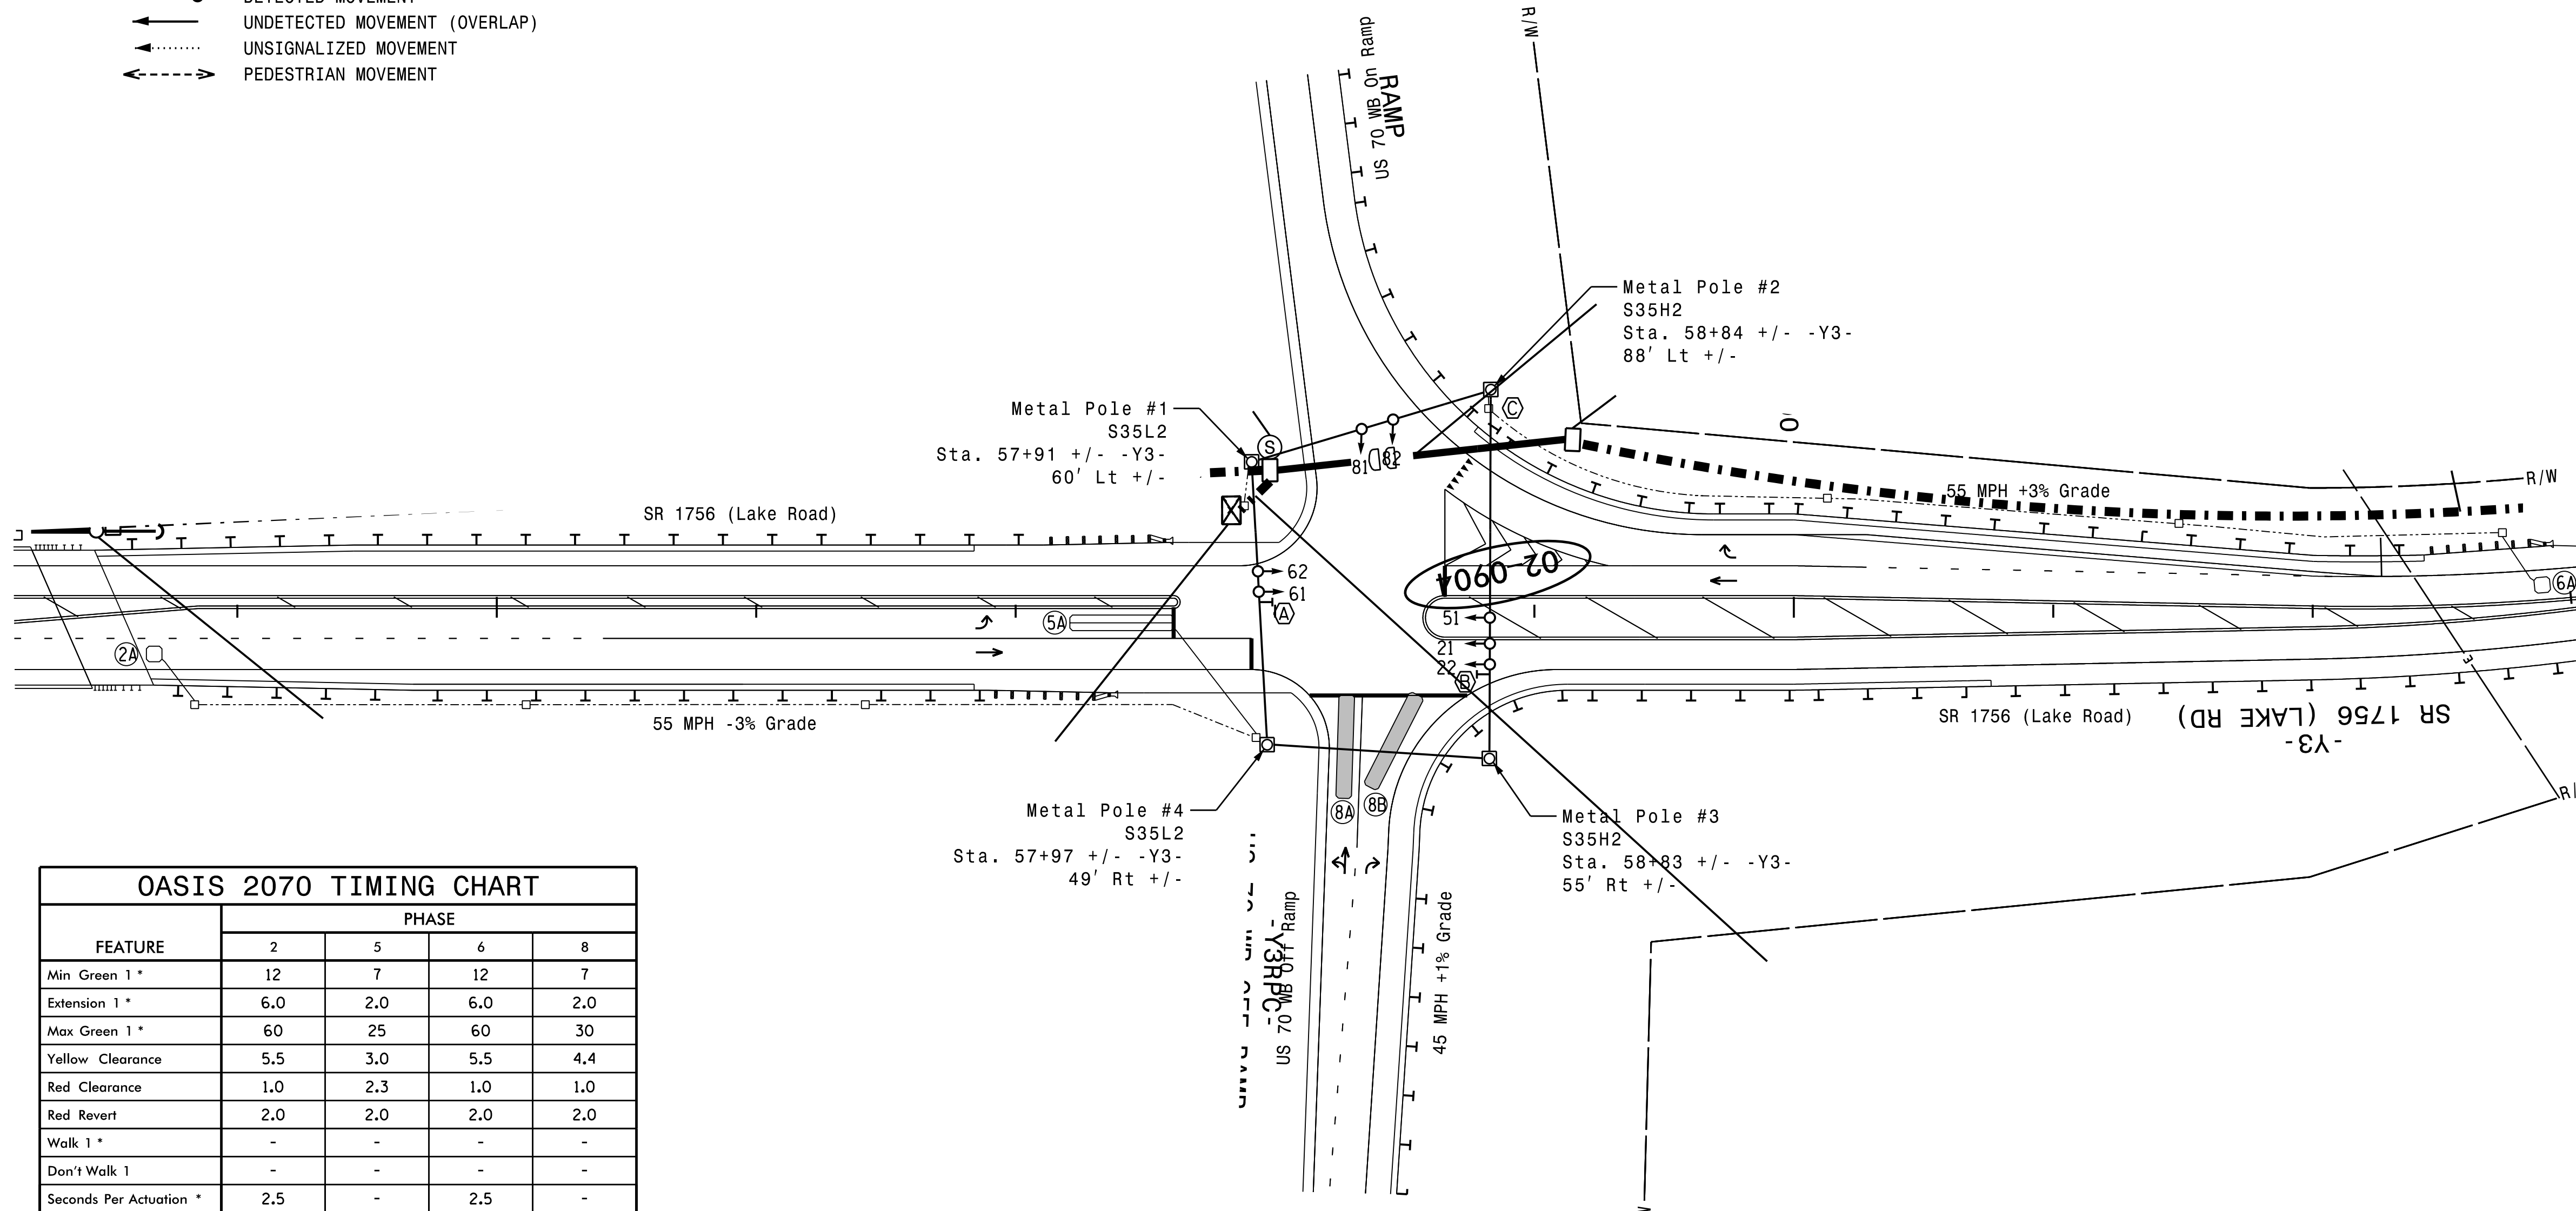 UNDETECTED MOVEMENT (OVERLAP)
UNSIGNALIZED MOVEMENT
PEDESTRIAN MOVEMENT
US 70 WB On Ramp
RAMP
R/W
Metal Pole #2
S35H2
Sta. 58+84 +/- -Y3-
88' Lt +/-
Metal Pole #1
S35L2
Sta. 57+91 +/- -Y3-
60' Lt +/-
S
C
81
82
R/W
55 MPH +3% Grade
SR 1756 (Lake Road)
62
61
A
02-0904
6A
5A
51
21
22
B
2A
3
55 MPH -3% Grade
SR 1756 (Lake Road)
SR 1756 (LAKE RD)
-Y3-
Metal Pole #4
S35L2
Sta. 57+97 +/- -Y3-
49' Rt +/-
8A
8B
Metal Pole #3
S35H2
Sta. 58+83 +/- -Y3-
55' Rt +/-
-Y3RPC-
US 70 WB Off Ramp
45 MPH +1% Grade
OASIS 2070 TIMING CHART
FEATURE
PHASE
2 5 6 8
Min Green 1 * 12 7 12 7
Extension 1 * 6.0 2.0 6.0 2.0
Max Green 1 * 60 25 60 30
Yellow Clearance 5.5 3.0 5.5 4.4
Red Clearance 1.0 2.3 1.0 1.0
Red Revert 2.0 2.0 2.0 2.0
Walk 1 * - - - -
Don't Walk 1 - - - -
Seconds Per Actuation * 2.5 - 2.5 -